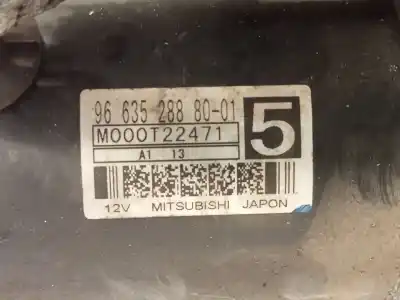 96 635 288 80-01
M000T22471
5
A1 13
12V MITSUBISHI JAPON